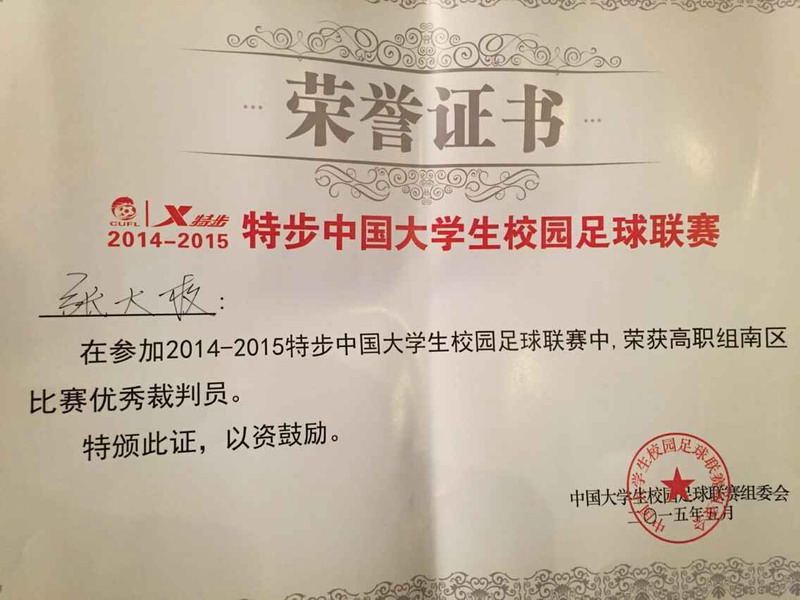 荣誉证书
CUFL X 特步
2014-2015 特步中国大学生校园足球联赛
张大:
在参加2014-2015特步中国大学生校园足球联赛中,荣获高职组南区
比赛优秀裁判员。
特颁此证,以资鼓励。
中国大学生校园足球联赛组委会
二〇一五年五月